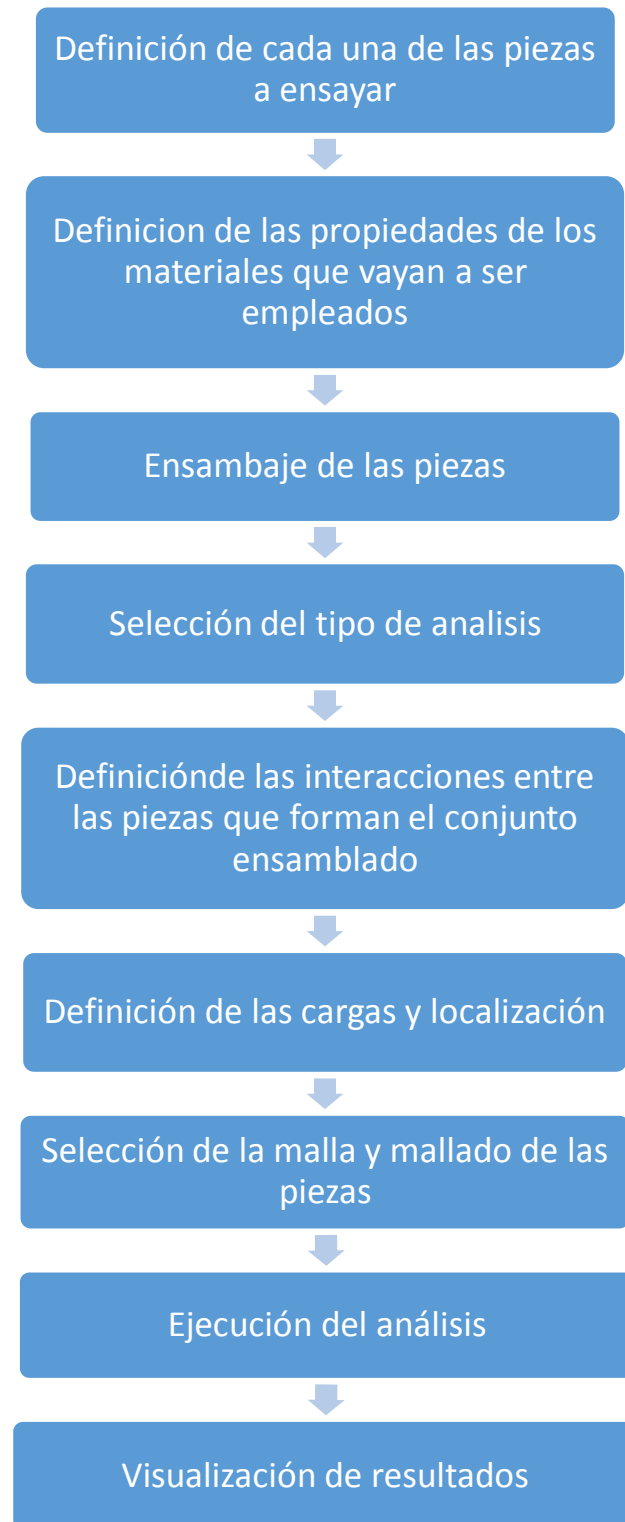 Definición de cada una de las piezas
a ensayar
Definicion de las propiedades de los
materiales que vayan a ser
empleados
Ensambaje de las piezas
Selección del tipo de analisis
Definiciónde las interacciones entre
las piezas que forman el conjunto
ensamblado
Definición de las cargas y localización
Selección de la malla y mallado de las
piezas
Ejecución del análisis
Visualización de resultados